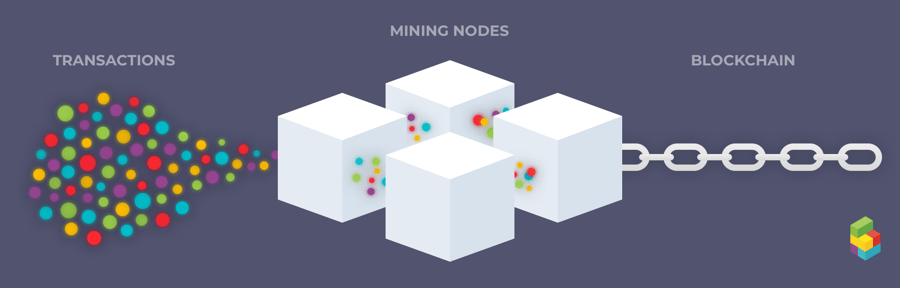 MINING NODES
TRANSACTIONS
BLOCKCHAIN